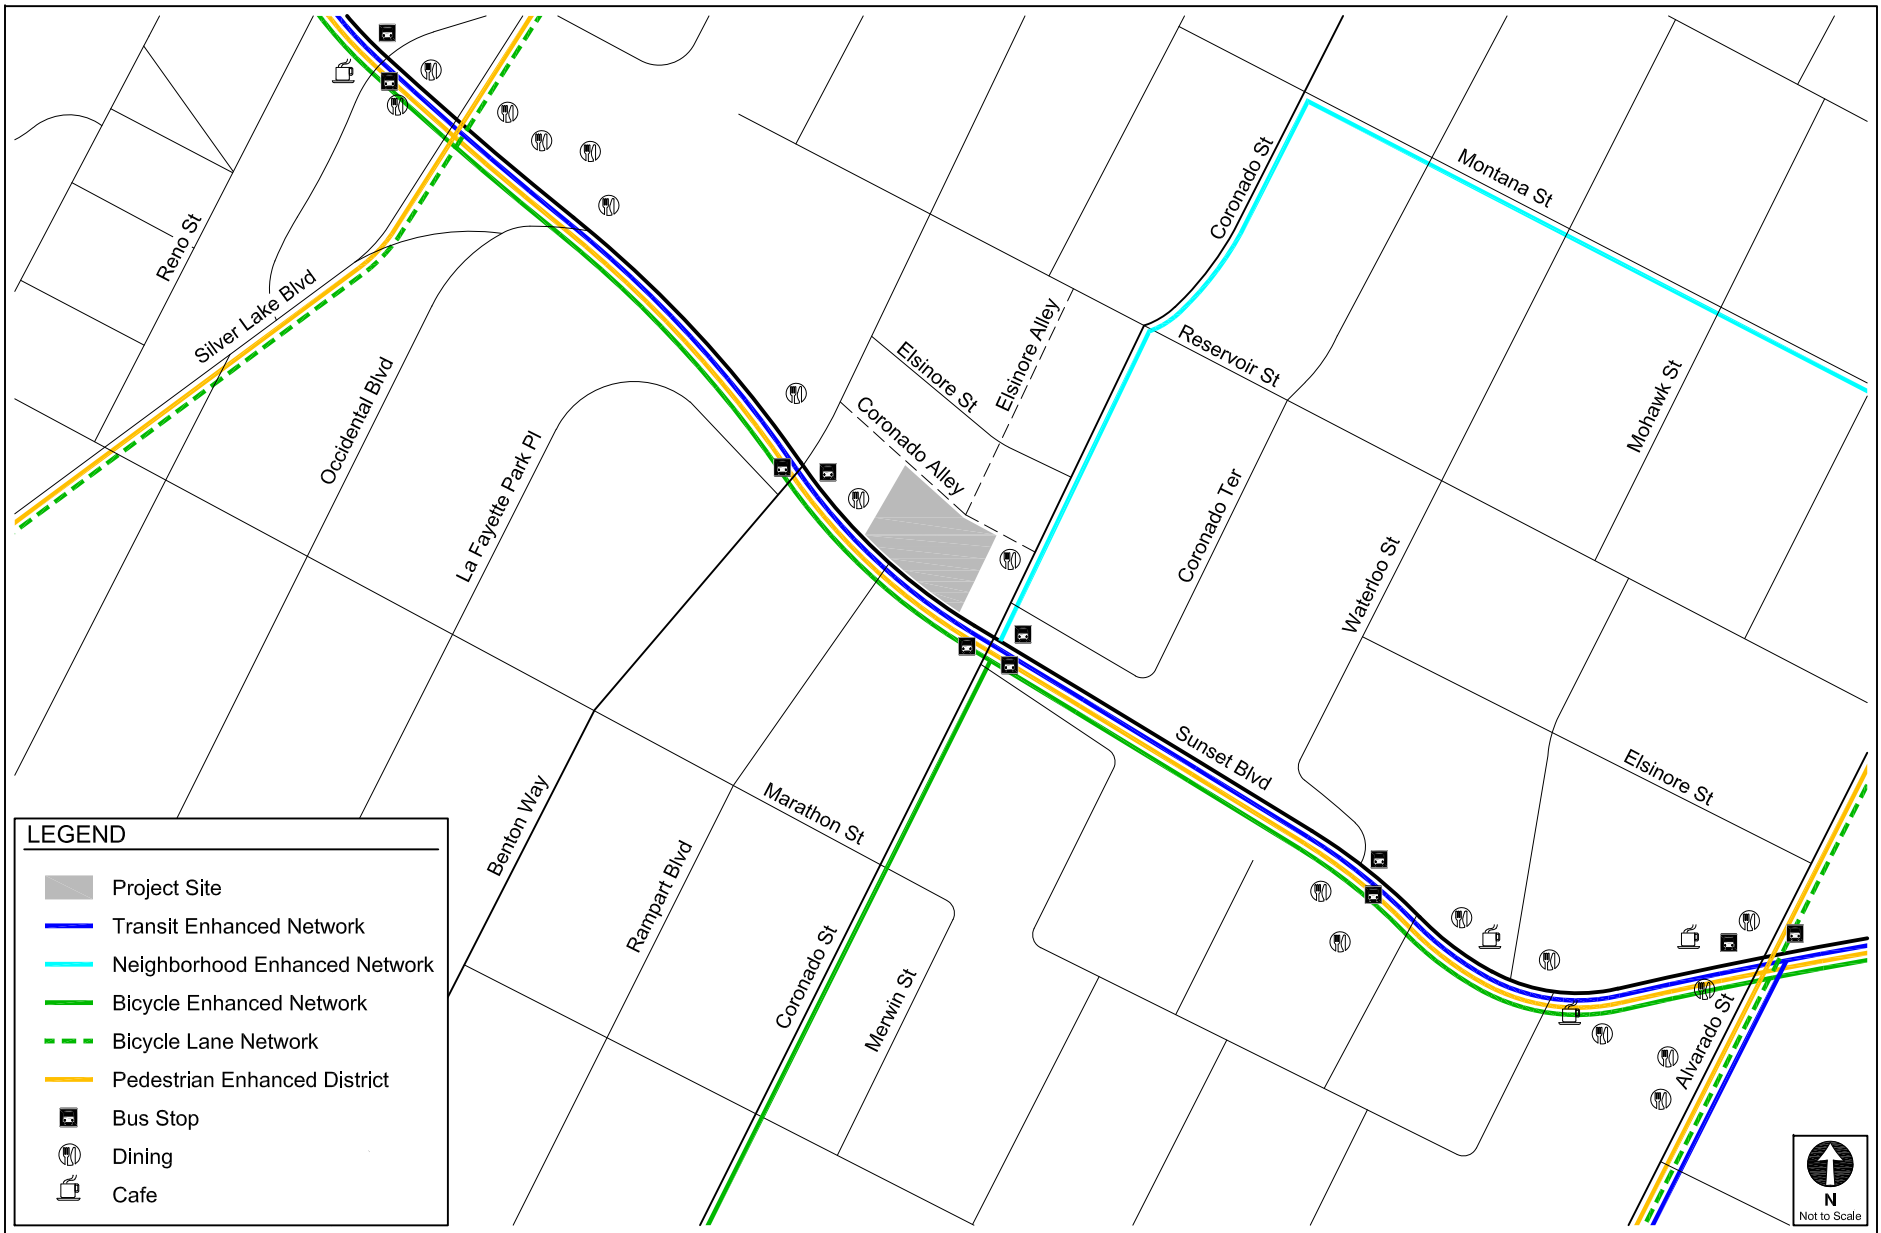 Montana St
Coronado St
Reno St
Silver Lake Blvd
Elsinore Alley
Reservoir St
Elsinore St
Occidental Blvd
Coronado Alley
Mohawk St
La Fayette Park Pl
Coronado Ter
Waterloo St
Sunset Blvd
Elsinore St
Marathon St
Benton Way
Rampart Blvd
Coronado St
Merwin St
Alvarado St
LEGEND
Project Site
Transit Enhanced Network
Neighborhood Enhanced Network
Bicycle Enhanced Network
Bicycle Lane Network
Pedestrian Enhanced District
Bus Stop
Dining
Cafe
N
Not to Scale